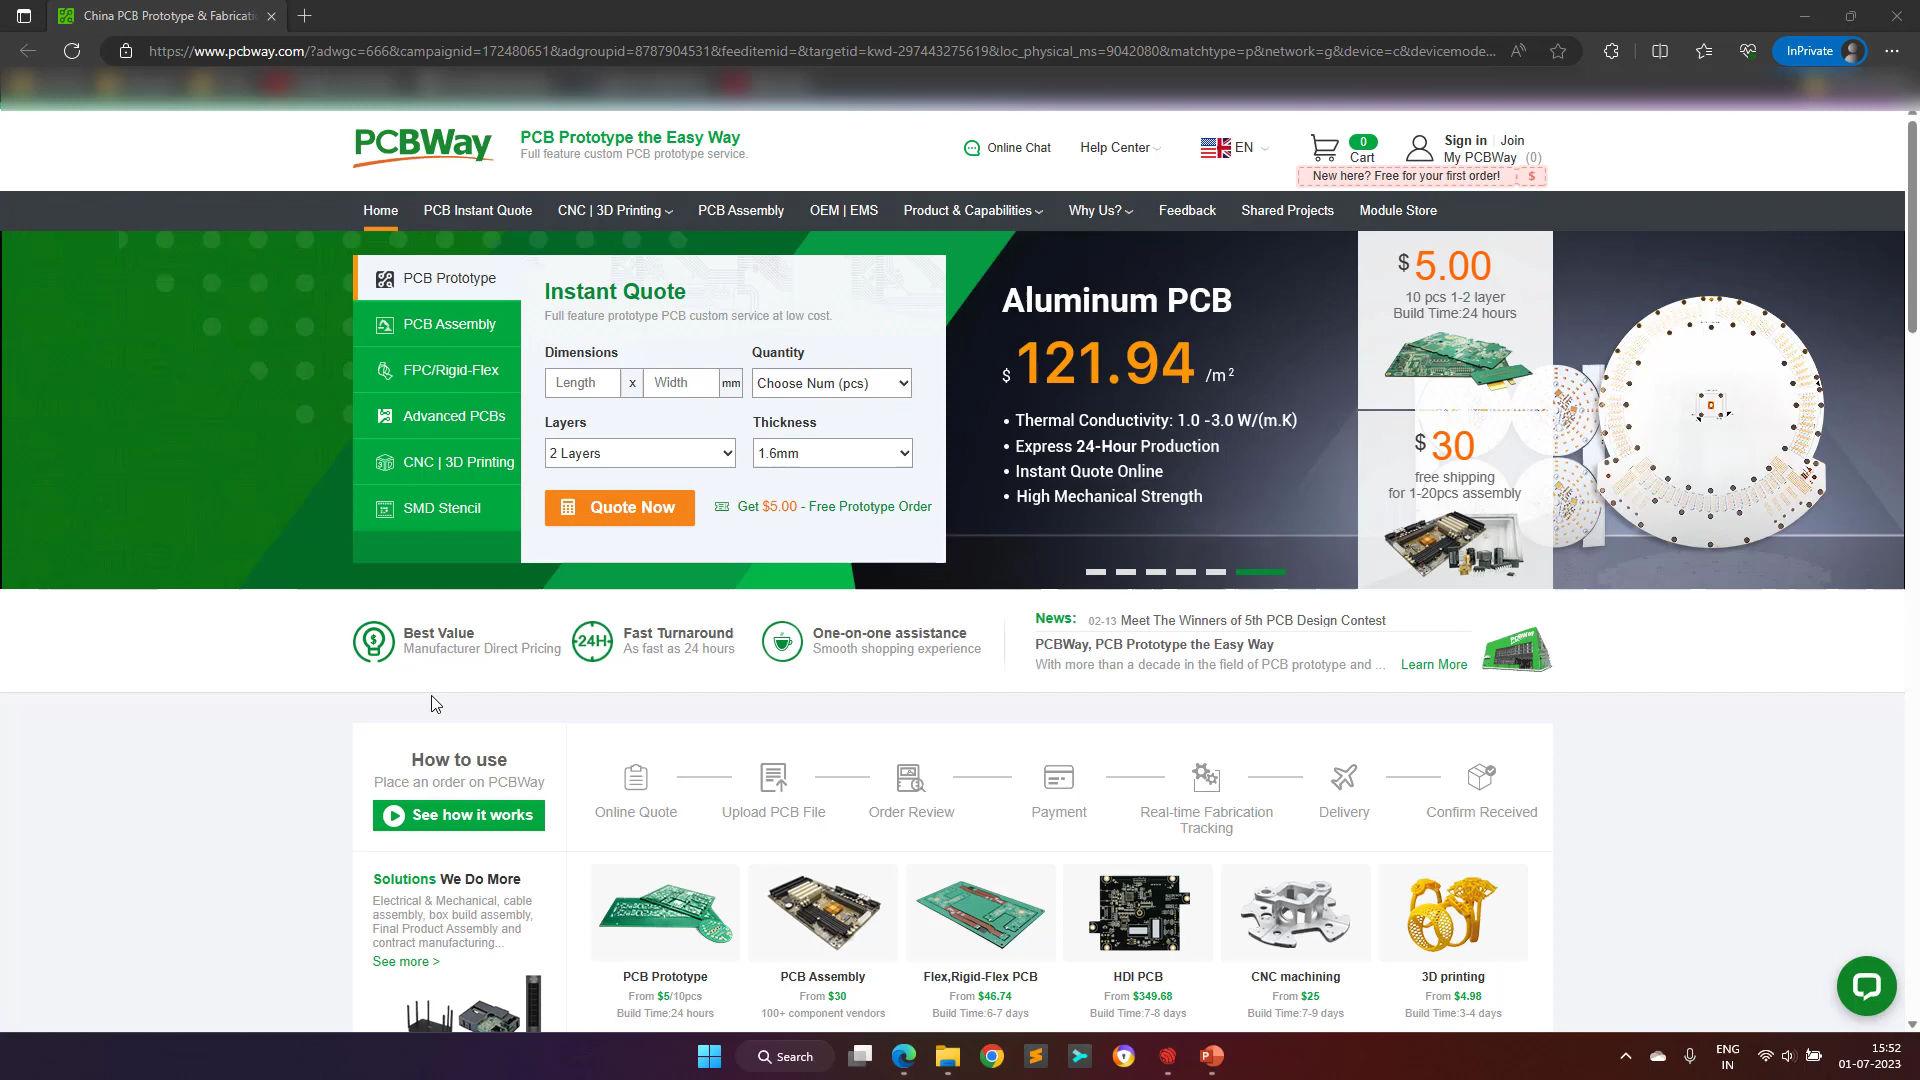 China PCB Prototype & Fabricati
https://www.pcbway.com/?adwgc=666&campaignid=172480651&adgroupid=8787904531&feeditemid=&targetid=kwd-297443275619&loc_physical_ms=9042080&matchtype=p&network=g&device=c&devicemode...
InPrivate
PCBWay
PCB Prototype the Easy Way
Full feature custom PCB prototype service.
Online Chat
Help Center
EN
0
Cart
Sign in
Join
My PCBWay (0)
New here? Free for your first order! $
Home
PCB Instant Quote
CNC | 3D Printing
PCB Assembly
OEM | EMS
Product & Capabilities
Why Us?
Feedback
Shared Projects
Module Store
PCB Prototype
PCB Assembly
FPC/Rigid-Flex
Advanced PCBs
CNC | 3D Printing
SMD Stencil
Instant Quote
Full feature prototype PCB custom service at low cost.
Dimensions
Quantity
Length x Width mm
Choose Num (pcs)
Layers
Thickness
2 Layers
1.6mm
Quote Now
Get $5.00 - Free Prototype Order
Aluminum PCB
$ 121.94 /m²
• Thermal Conductivity: 1.0 -3.0 W/(m.K)
• Express 24-Hour Production
• Instant Quote Online
• High Mechanical Strength
$ 5.00
10 pcs 1-2 layer
Build Time:24 hours
$ 30
free shipping
for 1-20pcs assembly
Best Value
Manufacturer Direct Pricing
24H
Fast Turnaround
As fast as 24 hours
One-on-one assistance
Smooth shopping experience
News: 02-13 Meet The Winners of 5th PCB Design Contest
PCBWay, PCB Prototype the Easy Way
With more than a decade in the field of PCB prototype and ... Learn More
How to use
Place an order on PCBWay
See how it works
Online Quote
Upload PCB File
Order Review
Payment
Real-time Fabrication
Tracking
Delivery
Confirm Received
Solutions We Do More
Electrical & Mechanical, cable
assembly, box build assembly,
Final Product Assembly and
contract manufacturing...
See more >
PCB Prototype
From $5/10pcs
Build Time:24 hours
PCB Assembly
From $30
100+ component vendors
Flex,Rigid-Flex PCB
From $46.74
Build Time:6-7 days
HDI PCB
From $349.68
Build Time:7-8 days
CNC machining
From $25
Build Time:7-9 days
3D printing
From $4.98
Build Time:3-4 days
Search
ENG
IN
15:52
01-07-2023